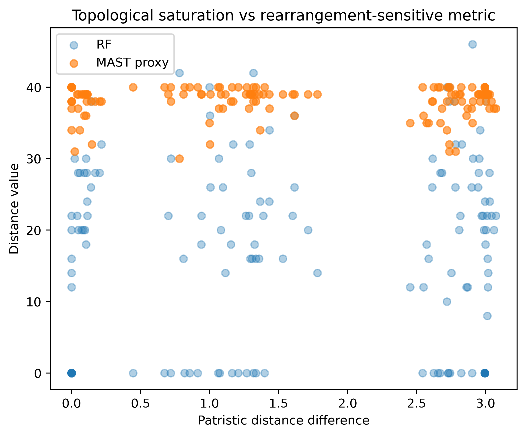 Topological saturation vs rearrangement-sensitive metric
RF
MAST proxy
Distance value
40
30
20
10
0
0.0 0.5 1.0 1.5 2.0 2.5 3.0
Patristic distance difference